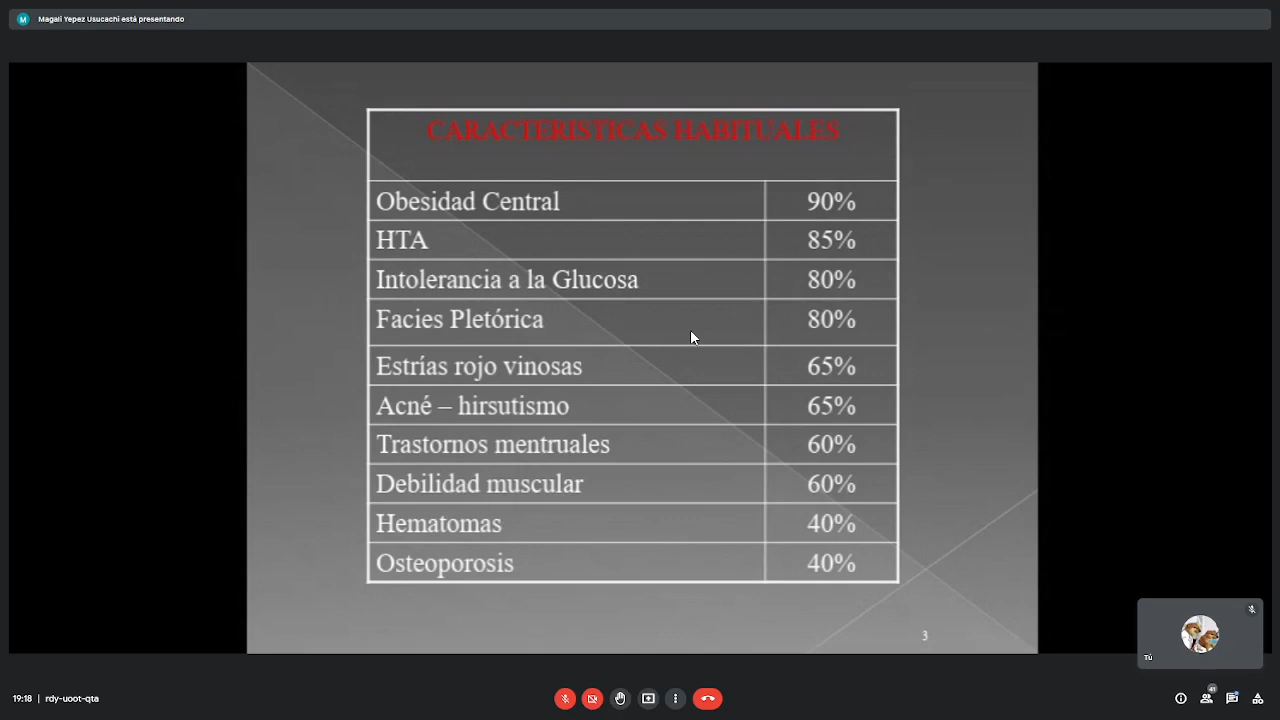 M Magali Yepez Usucachi está presentando
CARACTERISTICAS HABITUALES
Obesidad Central 90%
HTA 85%
Intolerancia a la Glucosa 80%
Facies Pletórica 80%
Estrías rojo vinosas 65%
Acné – hirsutismo 65%
Trastornos mentruales 60%
Debilidad muscular 60%
Hematomas 40%
Osteoporosis 40%
3
Tú
19:18 | rdy-uoot-qta
41